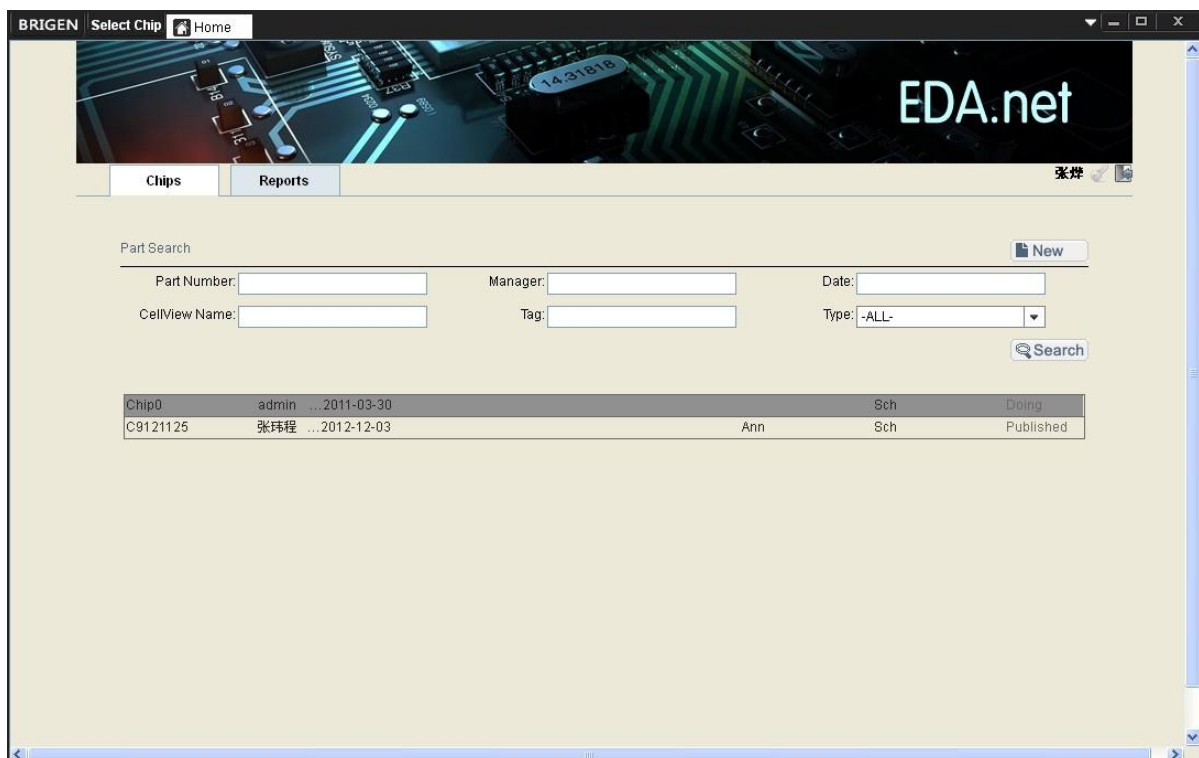 BRIGEN Select Chip Home
14.31818
EDA.net
Chips Reports 张烨
Part Search New
Part Number: Manager: Date:
CellView Name: Tag: Type: -ALL-
Search
Chip0 admin ...2011-03-30 Sch Doing
C9121125 张玮程 ...2012-12-03 Ann Sch Published